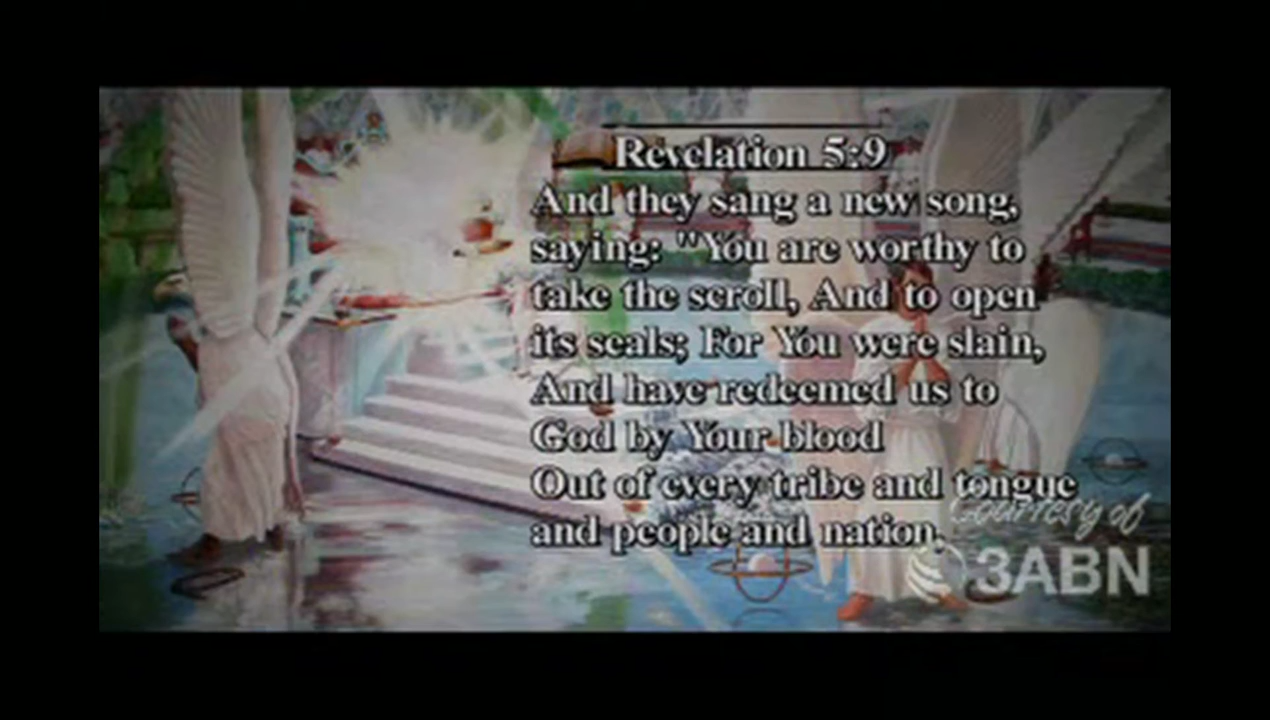 Revelation 5:9
And they sang a new song,
saying: "You are worthy to
take the scroll, And to open
its seals; For You were slain,
And have redeemed us to
God by Your blood
Out of every tribe and tongue
and people and nation,
Courtesy of
3ABN